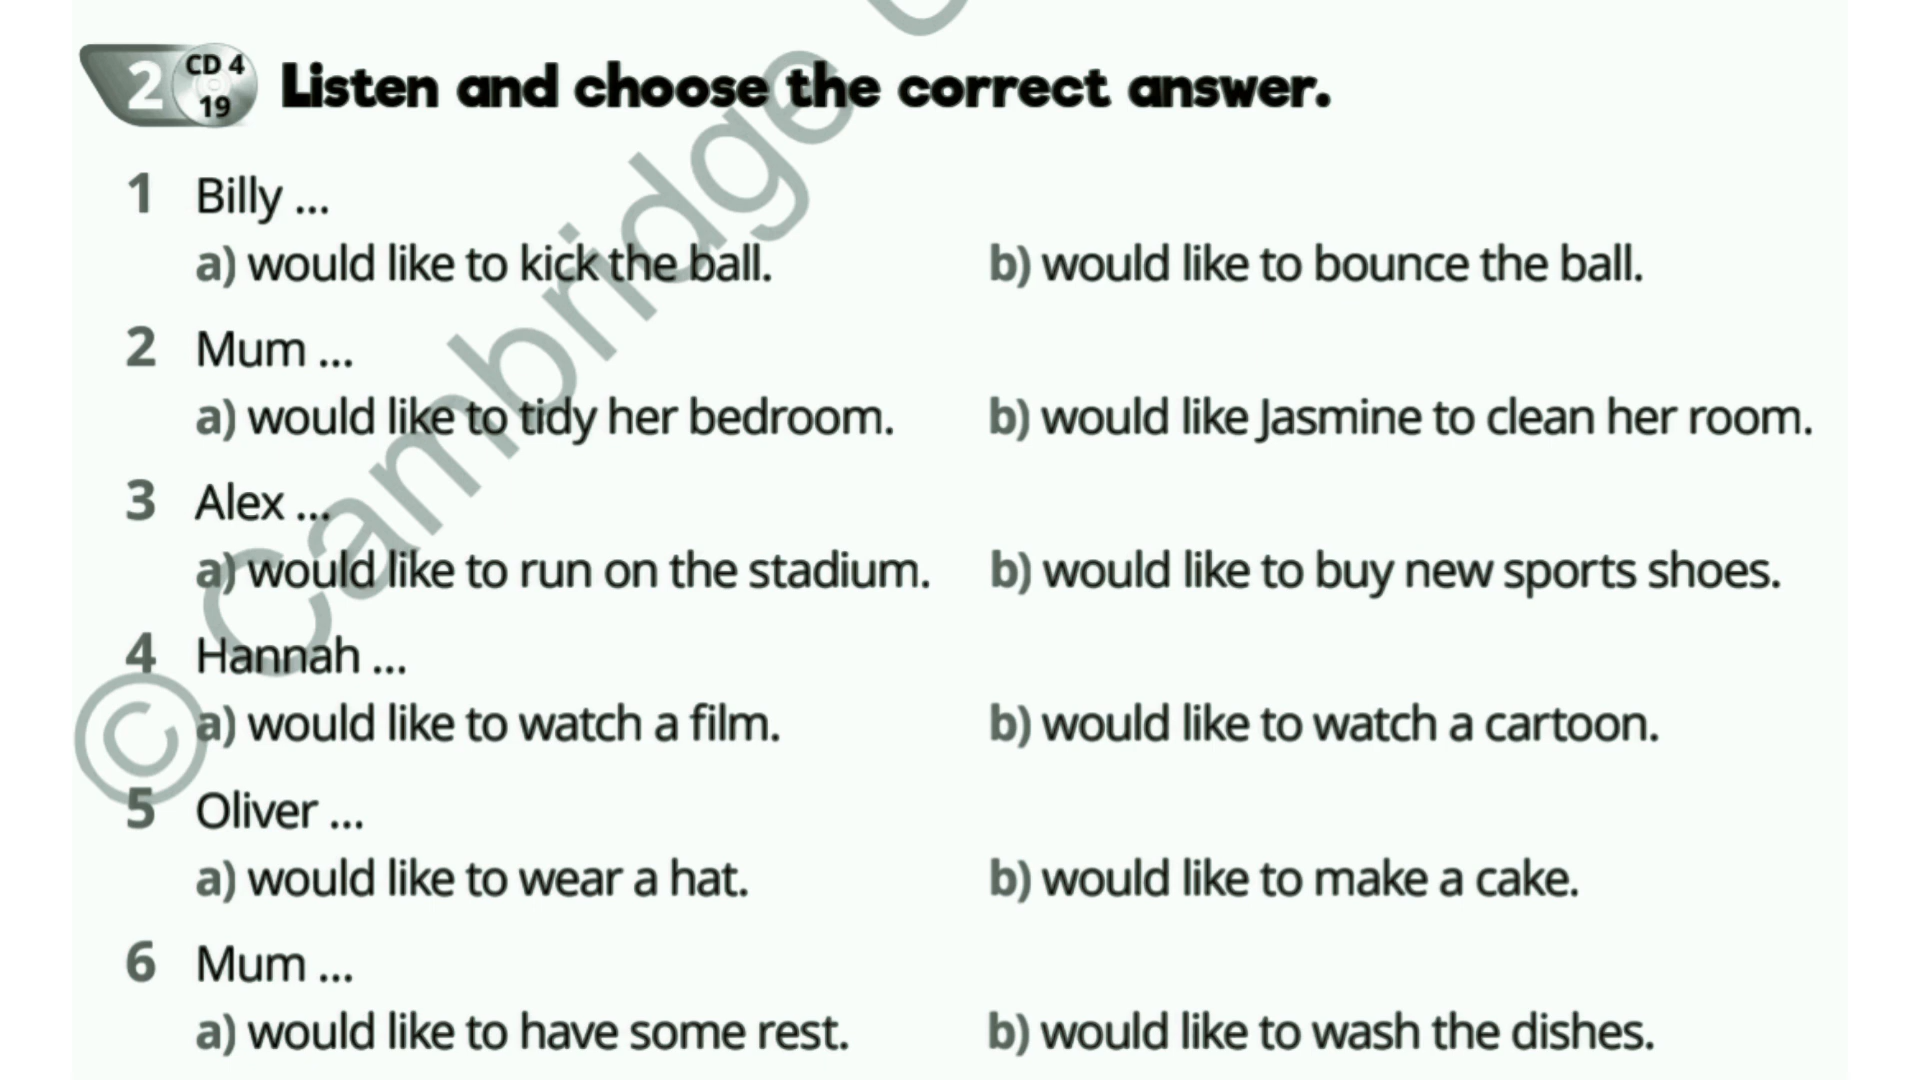 2 CD 4 19 Listen and choose the correct answer.
1 Billy ...
a) would like to kick the ball. b) would like to bounce the ball.
2 Mum ...
a) would like to tidy her bedroom. b) would like Jasmine to clean her room.
3 Alex ...
a) would like to run on the stadium. b) would like to buy new sports shoes.
4 Hannah ...
a) would like to watch a film. b) would like to watch a cartoon.
5 Oliver ...
a) would like to wear a hat. b) would like to make a cake.
6 Mum ...
a) would like to have some rest. b) would like to wash the dishes.
© Cambridge